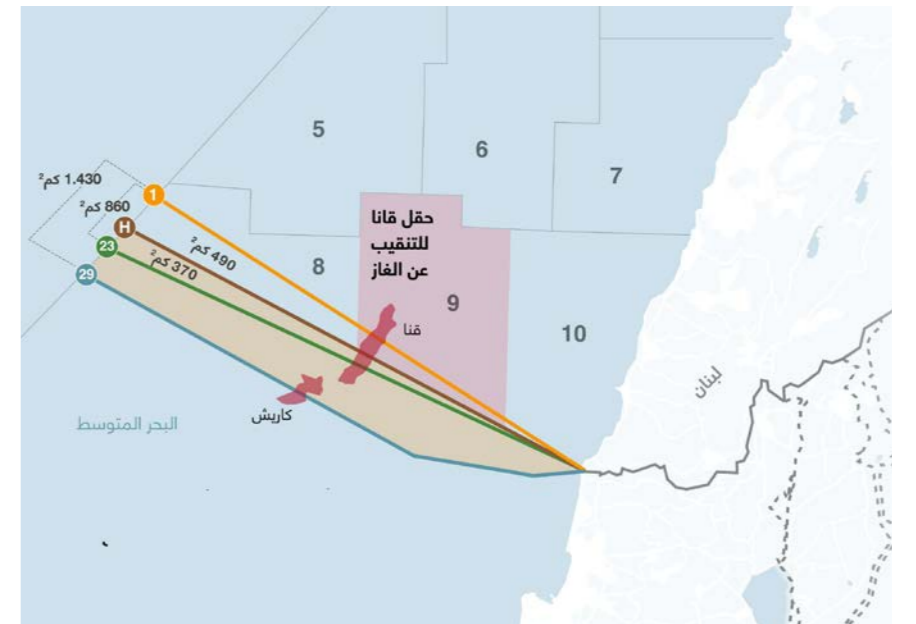 5
6
7
1.430 كم²
1
860 كم²
H
23
490 كم²
370 كم²
29
حقل قانا
للتنقيب
عن الغاز
8
9
10
قنا
كاريش
لبنان
البحر المتوسط